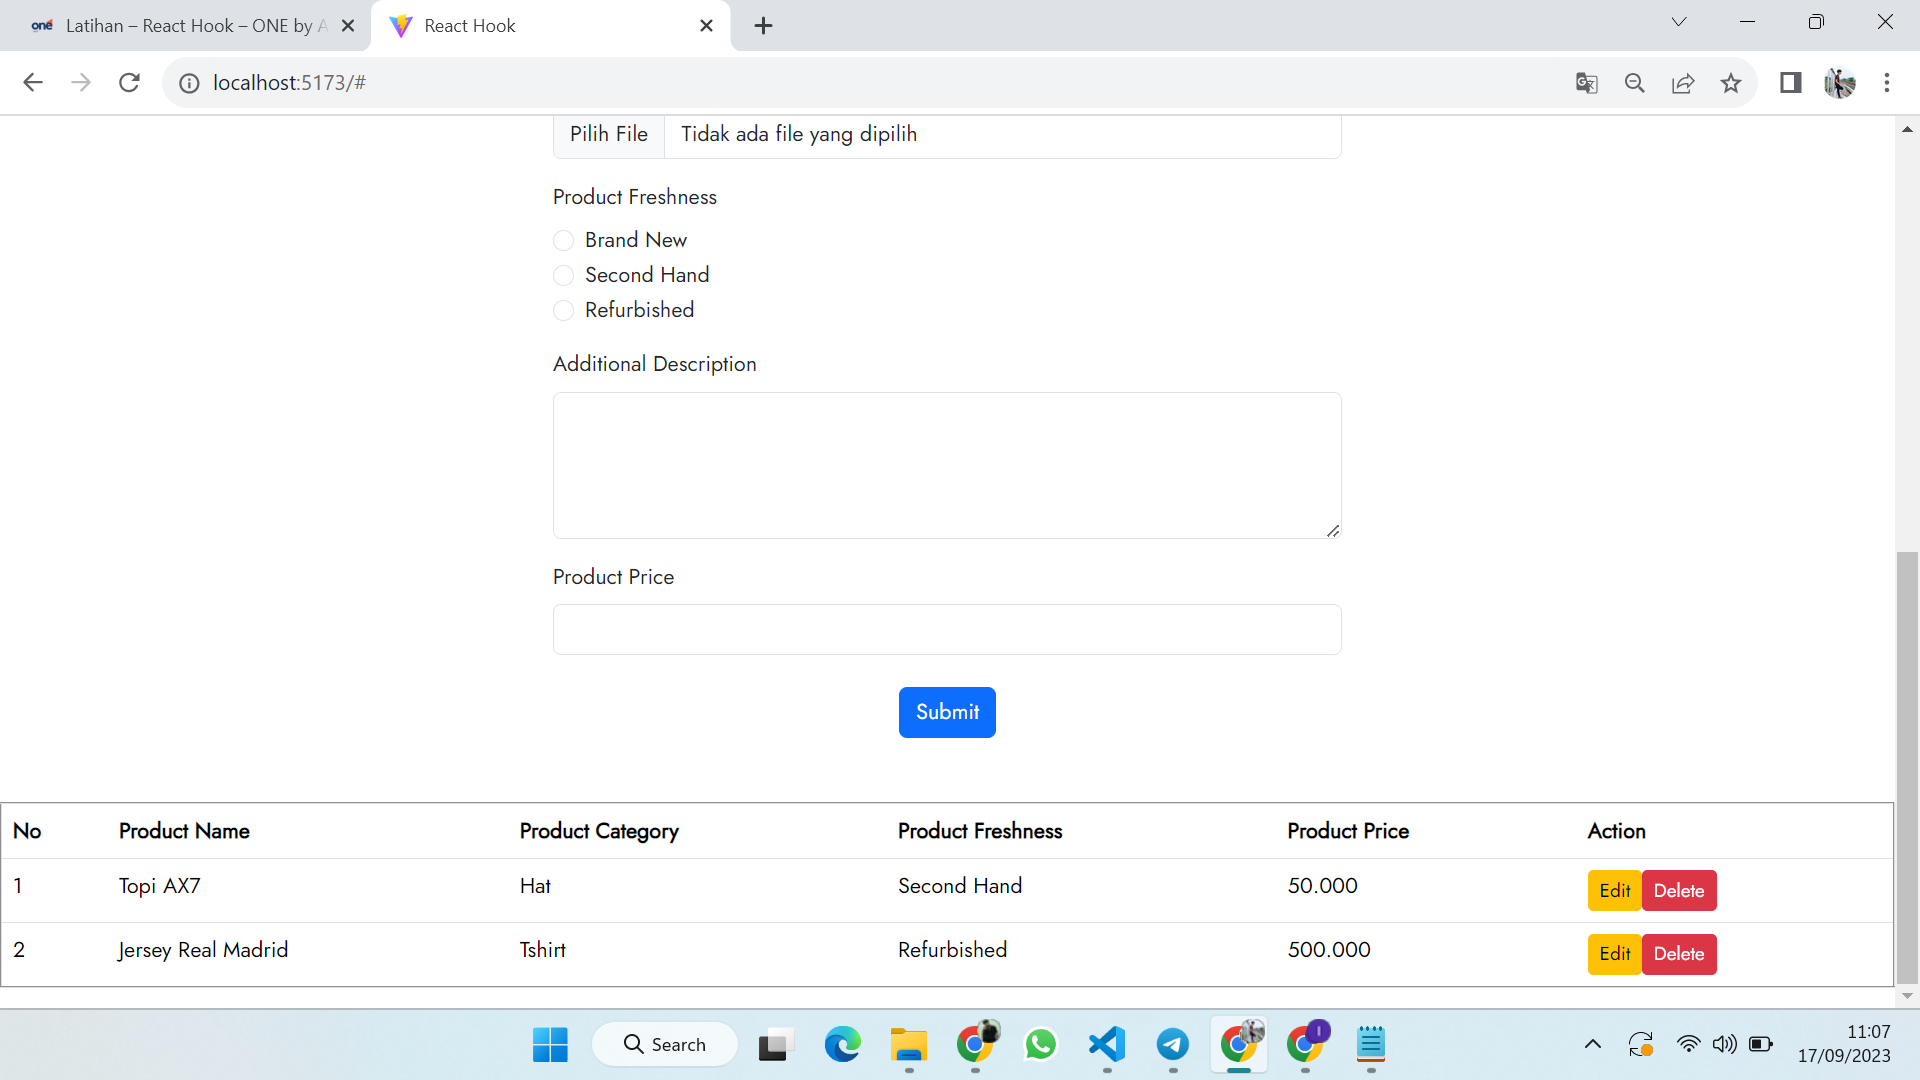 one Latihan – React Hook – ONE by A
React Hook
localhost:5173/#
Pilih File Tidak ada file yang dipilih
Product Freshness
Brand New
Second Hand
Refurbished
Additional Description
Product Price
Submit
No Product Name Product Category Product Freshness Product Price Action
1 Topi AX7 Hat Second Hand 50.000 Edit Delete
2 Jersey Real Madrid Tshirt Refurbished 500.000 Edit Delete
Search
I
11:07
17/09/2023